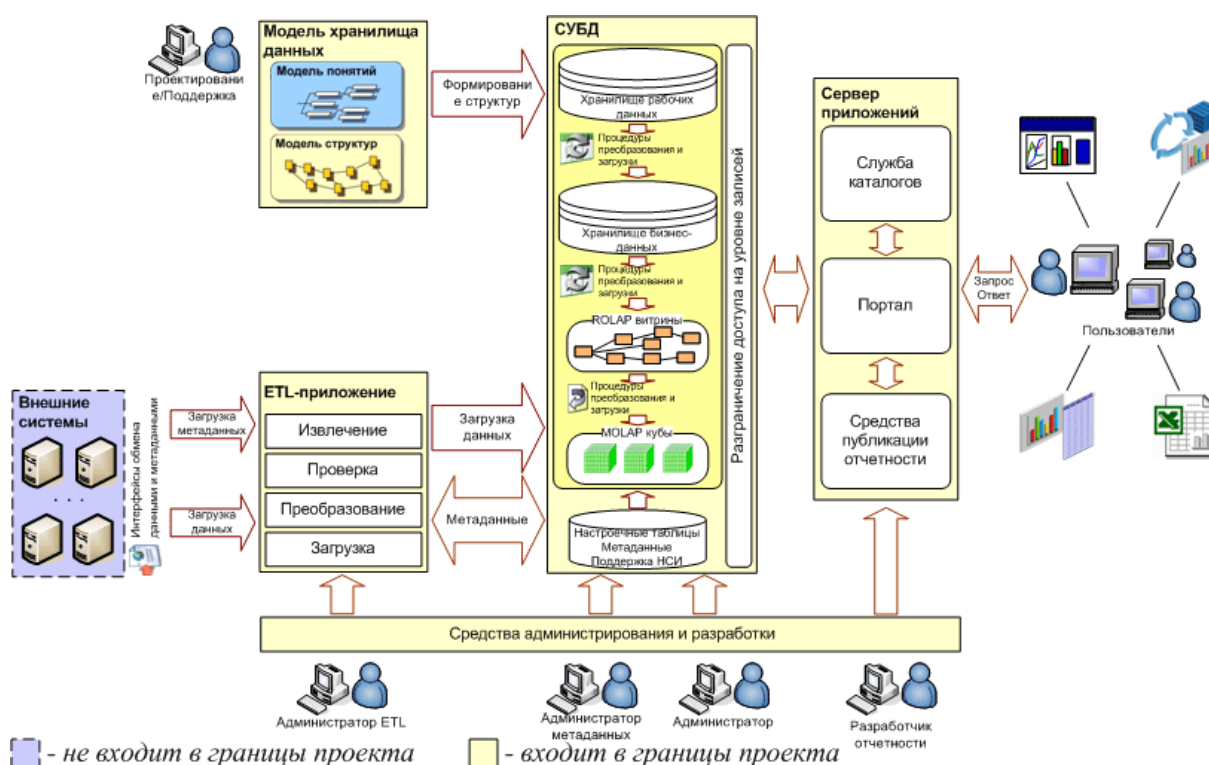 Проектировани
е/Поддержка
Модель хранилища
данных
Модель понятий
Модель структур
Формировани
е структур
СУБД
Хранилище рабочих
данных
Процедуры
преобразования и
загрузки
Хранилище бизнес-
данных
Процедуры
преобразования и
загрузки
ROLAP витрины
Процедуры
преобразования и
загрузки
MOLAP кубы
Настроечные таблицы
Метаданные
Поддержка НСИ
Разграничение доступа на уровне записей
Сервер
приложений
Служба
каталогов
Портал
Средства
публикации
отчетности
Запрос
Ответ
Пользователи
Внешние
системы
. . .
Интерфейсы обмена
данными и метаданными
Загрузка
метаданных
Загрузка
данных
ETL-приложение
Извлечение
Проверка
Преобразование
Загрузка
Загрузка
данных
Метаданные
Средства администрирования и разработки
Администратор ETL
Администратор
метаданных
Администратор
Разработчик
отчетности
- не входит в границы проекта
- входит в границы проекта